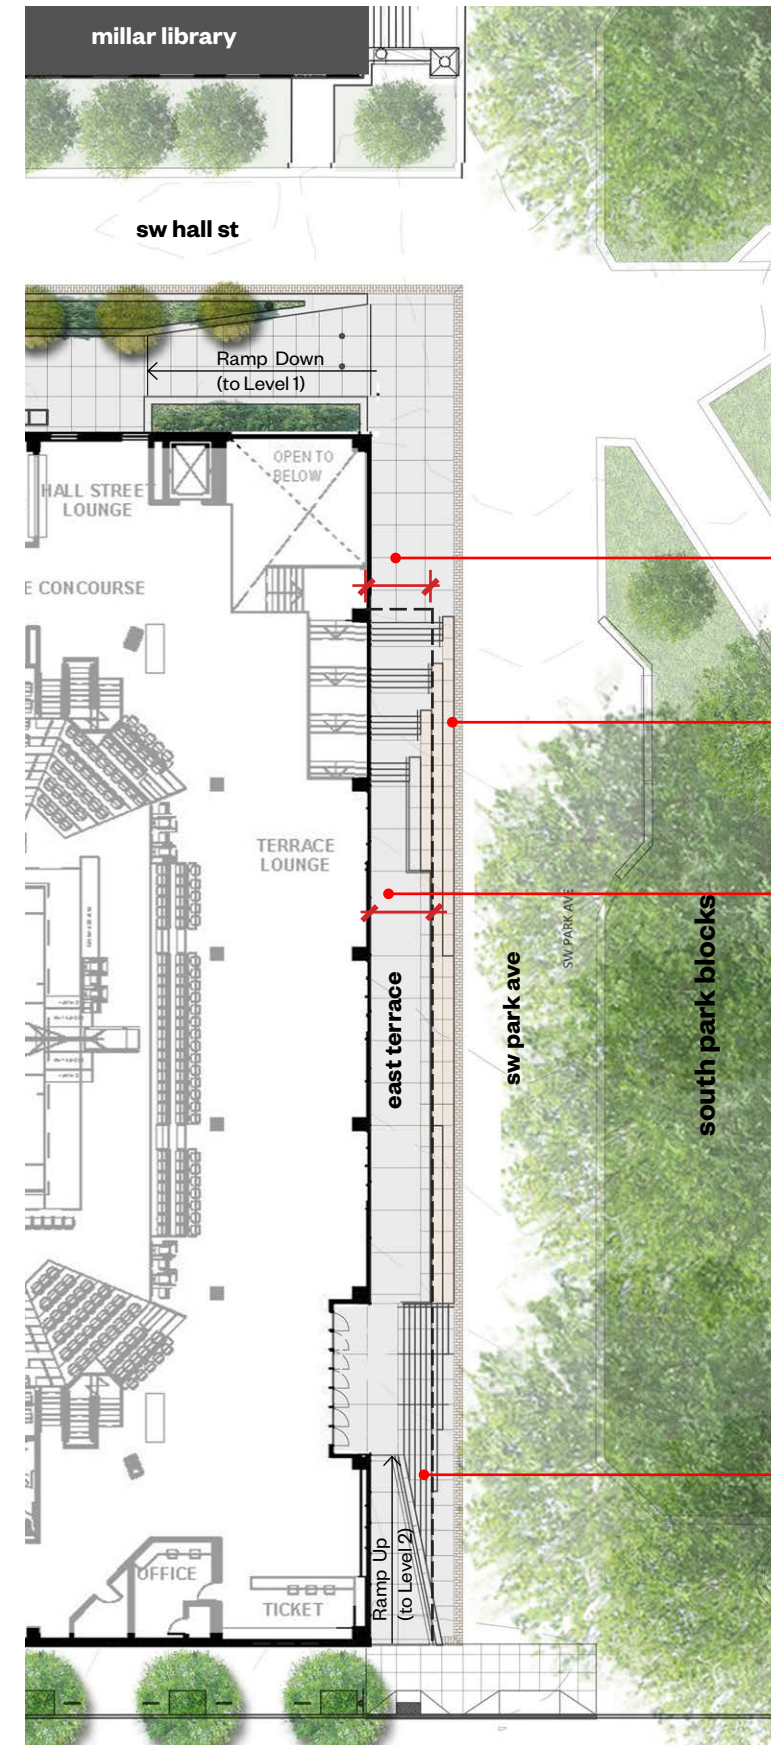 millar library
sw hall st
Ramp Down
(to Level 1)
OPEN TO
BELOW
HALL STREET
LOUNGE
E CONCOURSE
TERRACE
LOUNGE
SW PARK AVE
south park blocks
sw park ave
east terrace
Ramp Up
(to Level 2)
OFFICE
TICKET